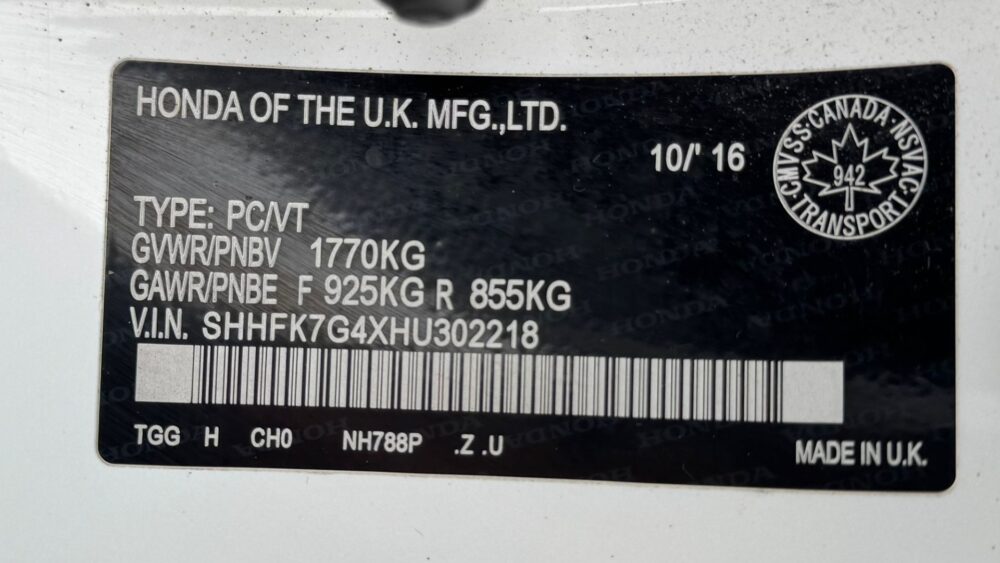 HONDA OF THE U.K. MFG.,LTD.
10/' 16
CMVSS·CANADA·NSVAC·TRANSPORT
942
TYPE: PC/VT
GVWR/PNBV 1770KG
GAWR/PNBE F 925KG R 855KG
V.I.N. SHHFK7G4XHU302218
TGG H CH0 NH788P .Z .U
MADE IN U.K.